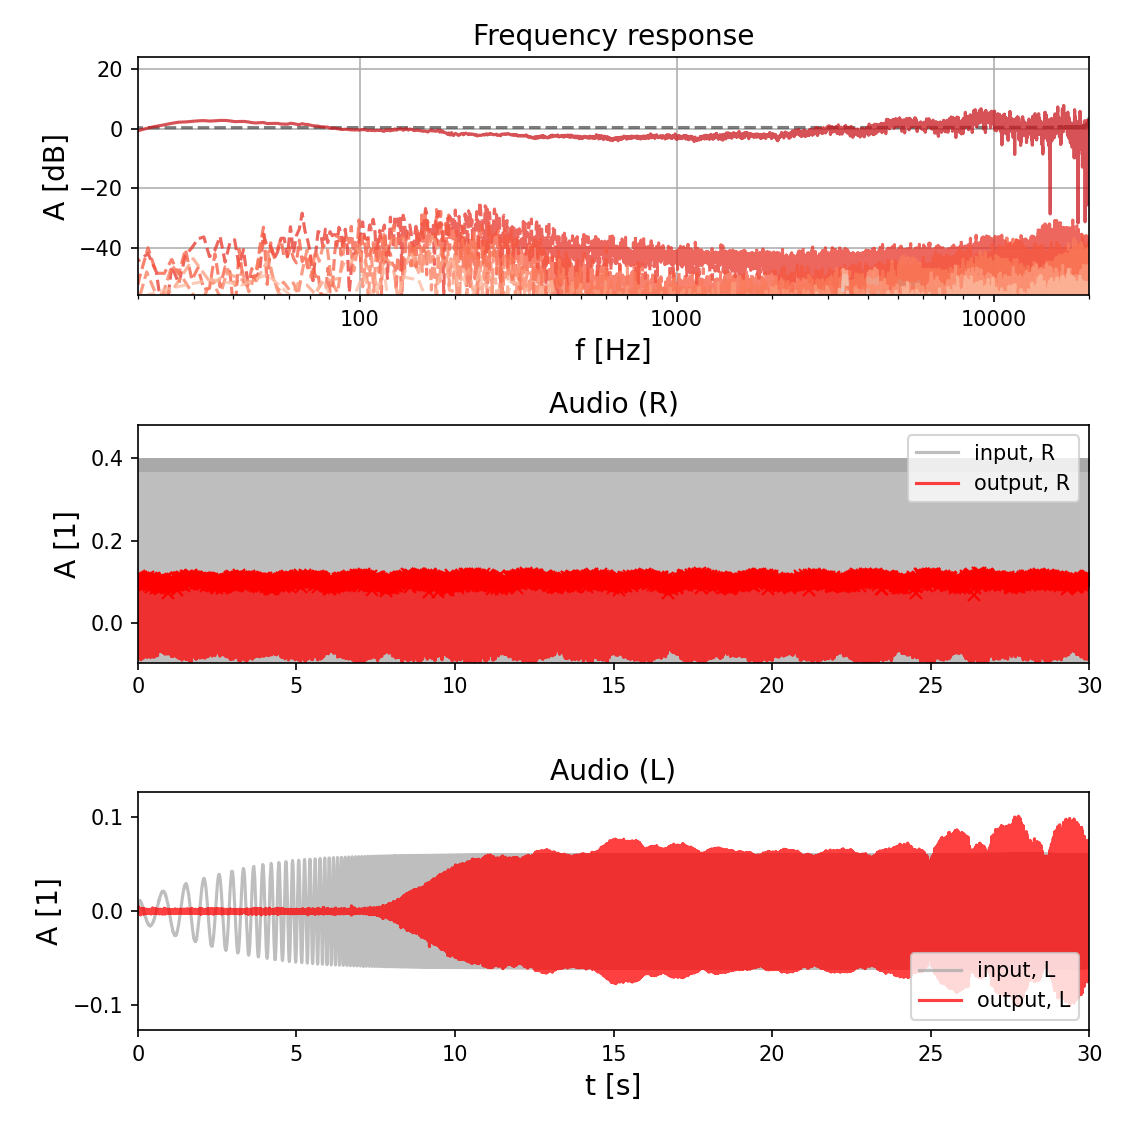 Frequency response
A [dB]
20
0
−20
−40
100
1000
10000
f [Hz]
Audio (R)
A [1]
0.4
0.2
0.0
input, R
output, R
0
5
10
15
20
25
30
Audio (L)
A [1]
0.1
0.0
−0.1
input, L
output, L
0
5
10
15
20
25
30
t [s]